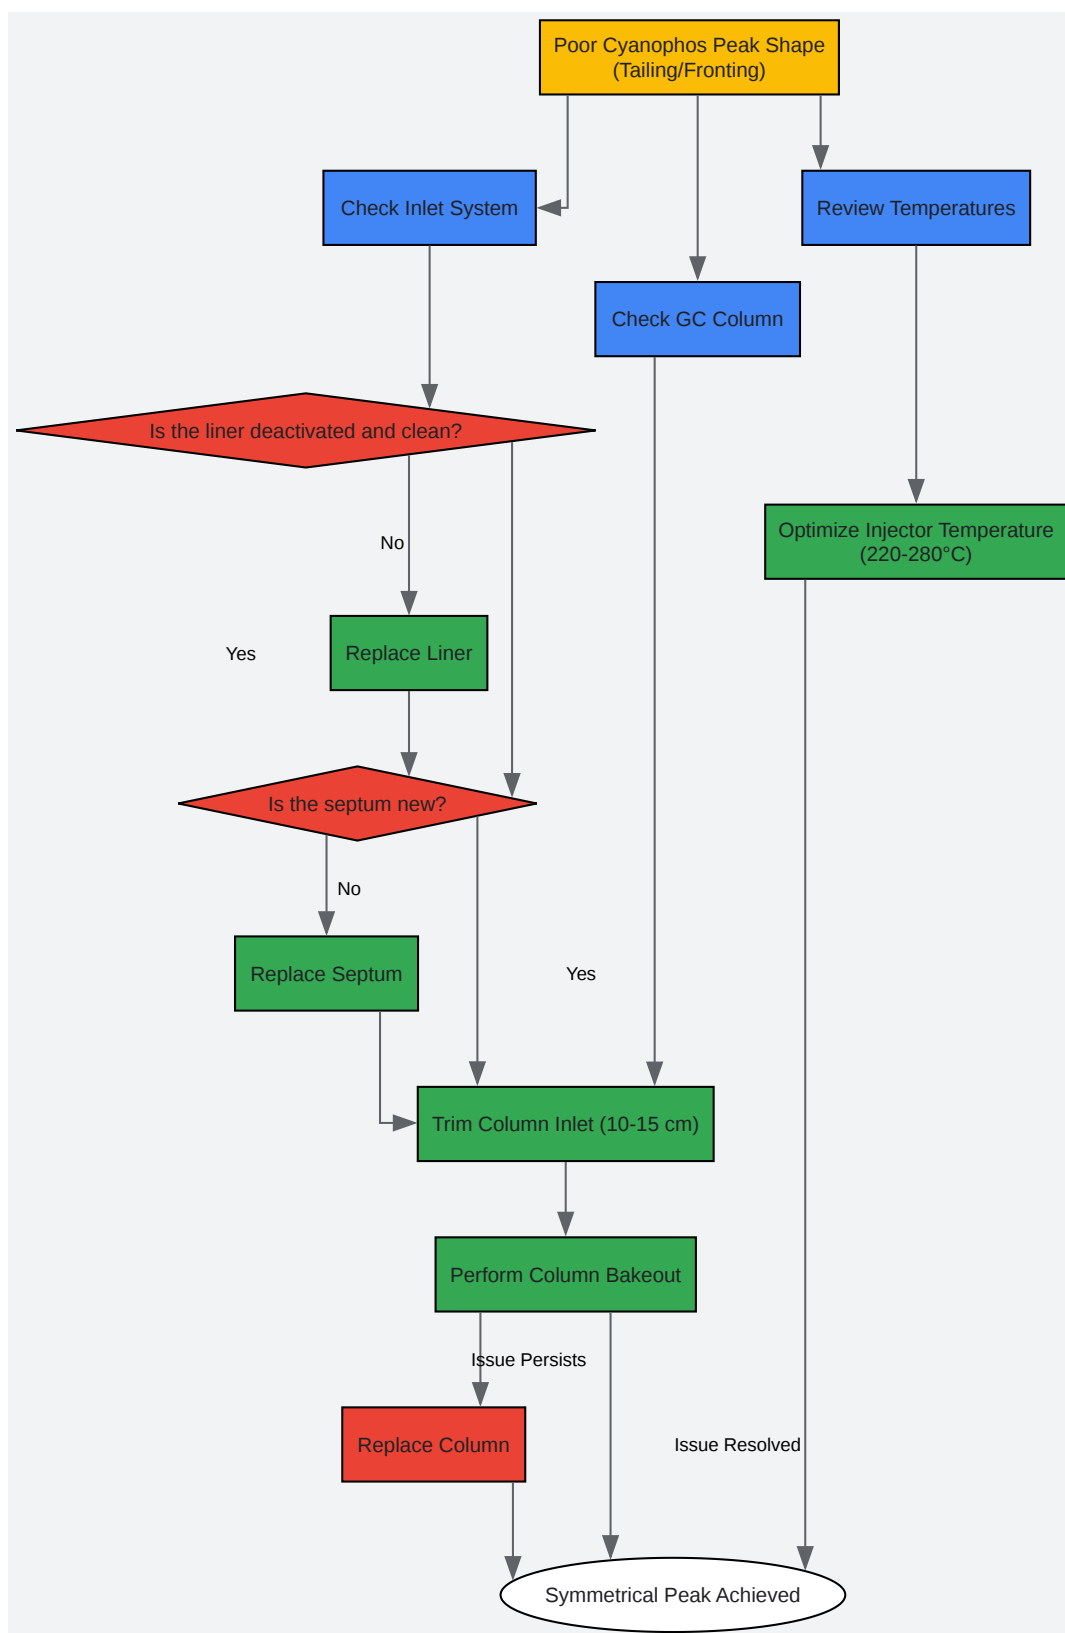 Poor Cyanophos Peak Shape
(Tailing/Fronting)
Check Inlet System
Review Temperatures
Check GC Column
Is the liner deactivated and clean?
Optimize Injector Temperature
(220-280°C)
No
Replace Liner
Yes
Is the septum new?
No
Replace Septum
Yes
Trim Column Inlet (10-15 cm)
Perform Column Bakeout
Issue Persists
Replace Column
Issue Resolved
Symmetrical Peak Achieved